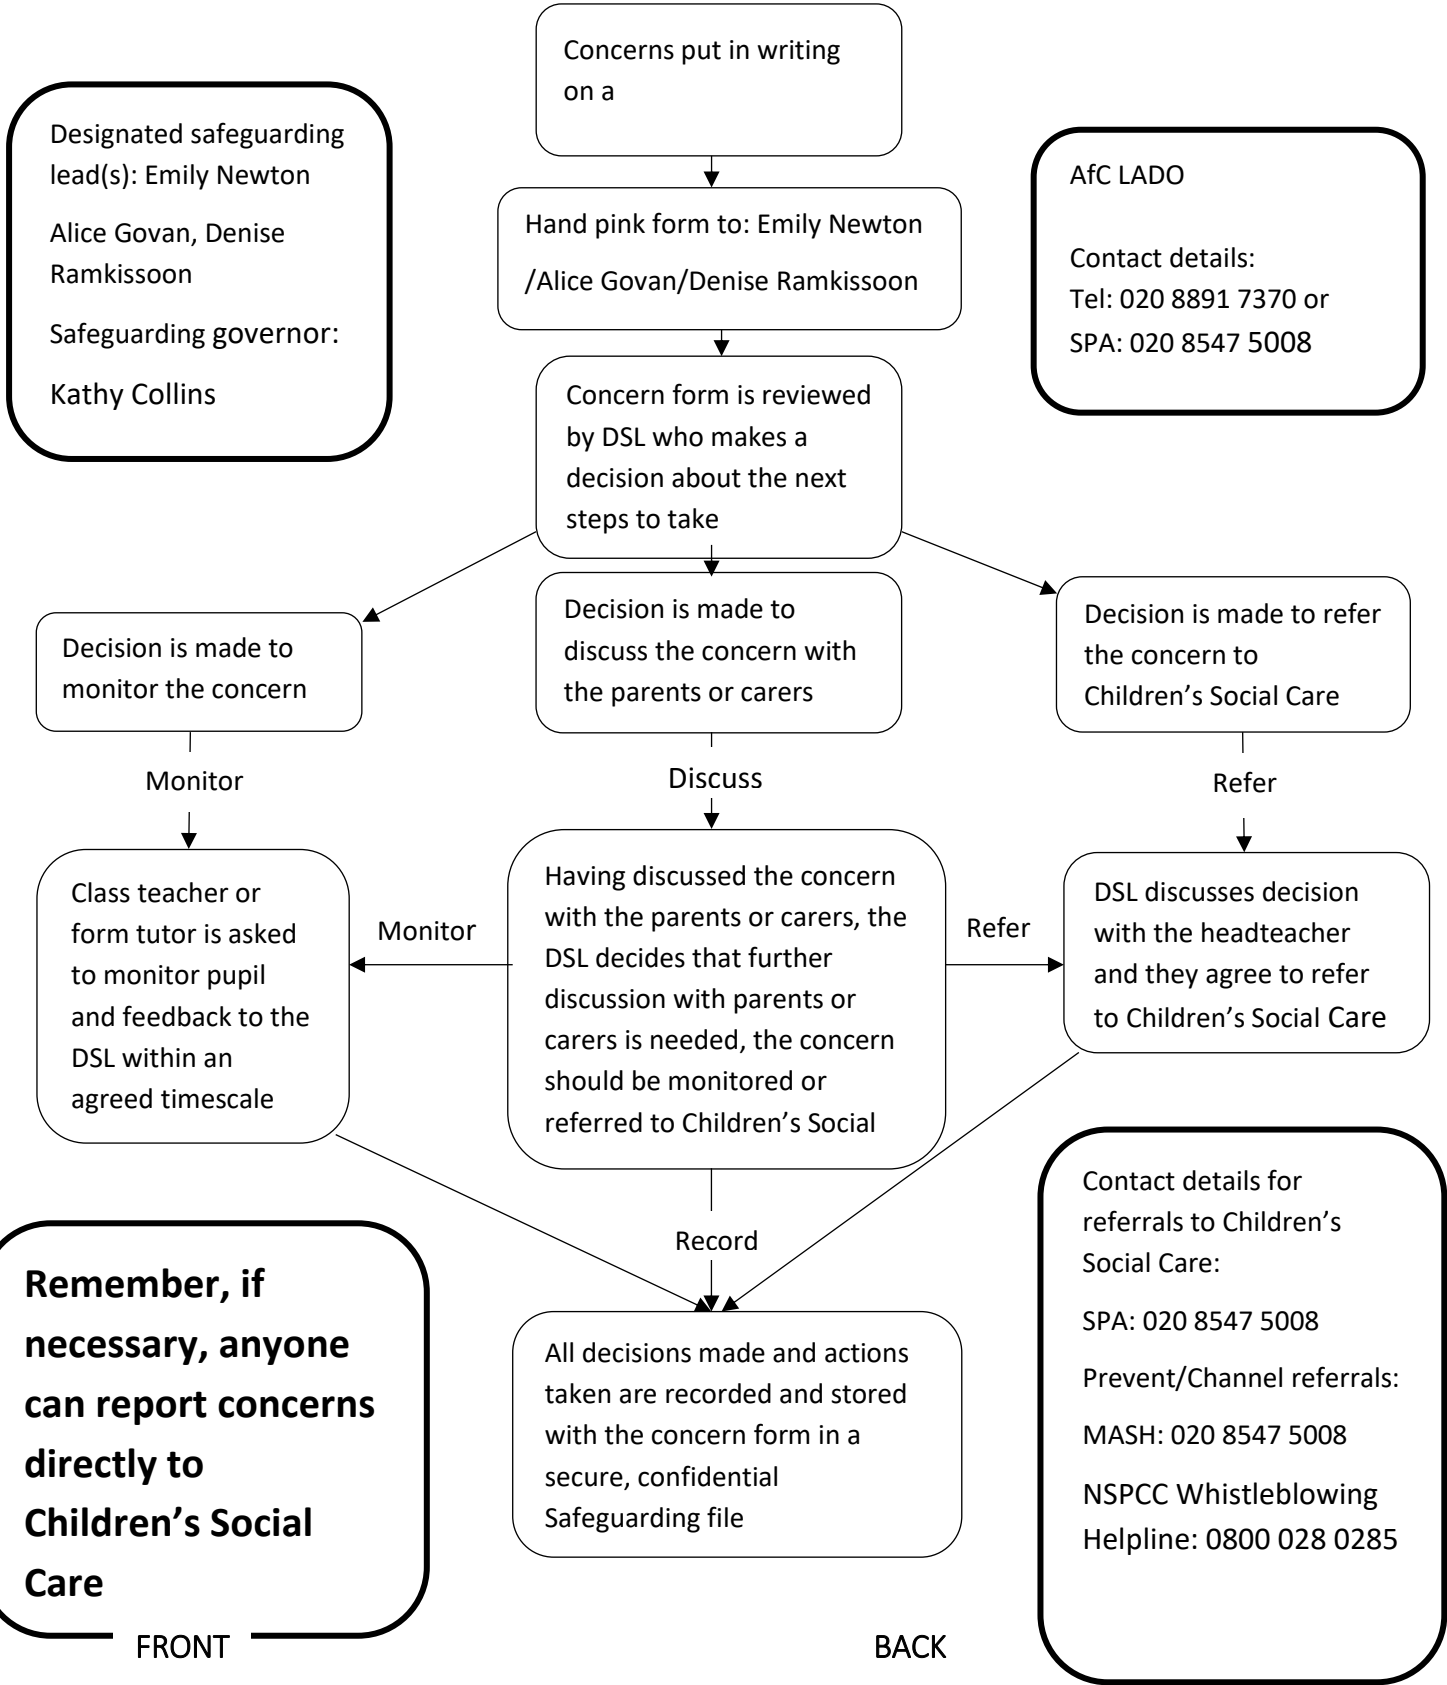 Concerns put in writing
on a
Designated safeguarding
lead(s): Emily Newton
Alice Govan, Denise
Ramkissoon
Safeguarding governor:
Kathy Collins
Hand pink form to: Emily Newton
/Alice Govan/Denise Ramkissoon
AfC LADO
Contact details:
Tel: 020 8891 7370 or
SPA: 020 8547 5008
Concern form is reviewed
by DSL who makes a
decision about the next
steps to take
Decision is made to
monitor the concern
Decision is made to
discuss the concern with
the parents or carers
Decision is made to refer
the concern to
Children’s Social Care
Monitor
Discuss
Refer
Class teacher or
form tutor is asked
to monitor pupil
and feedback to the
DSL within an
agreed timescale
Monitor
Having discussed the concern
with the parents or carers, the
DSL decides that further
discussion with parents or
carers is needed, the concern
should be monitored or
referred to Children’s Social
Refer
DSL discusses decision
with the headteacher
and they agree to refer
to Children’s Social Care
Record
Remember, if
necessary, anyone
can report concerns
directly to
Children’s Social
Care
All decisions made and actions
taken are recorded and stored
with the concern form in a
secure, confidential
Safeguarding file
Contact details for
referrals to Children’s
Social Care:
SPA: 020 8547 5008
Prevent/Channel referrals:
MASH: 020 8547 5008
NSPCC Whistleblowing
Helpline: 0800 028 0285
FRONT
BACK